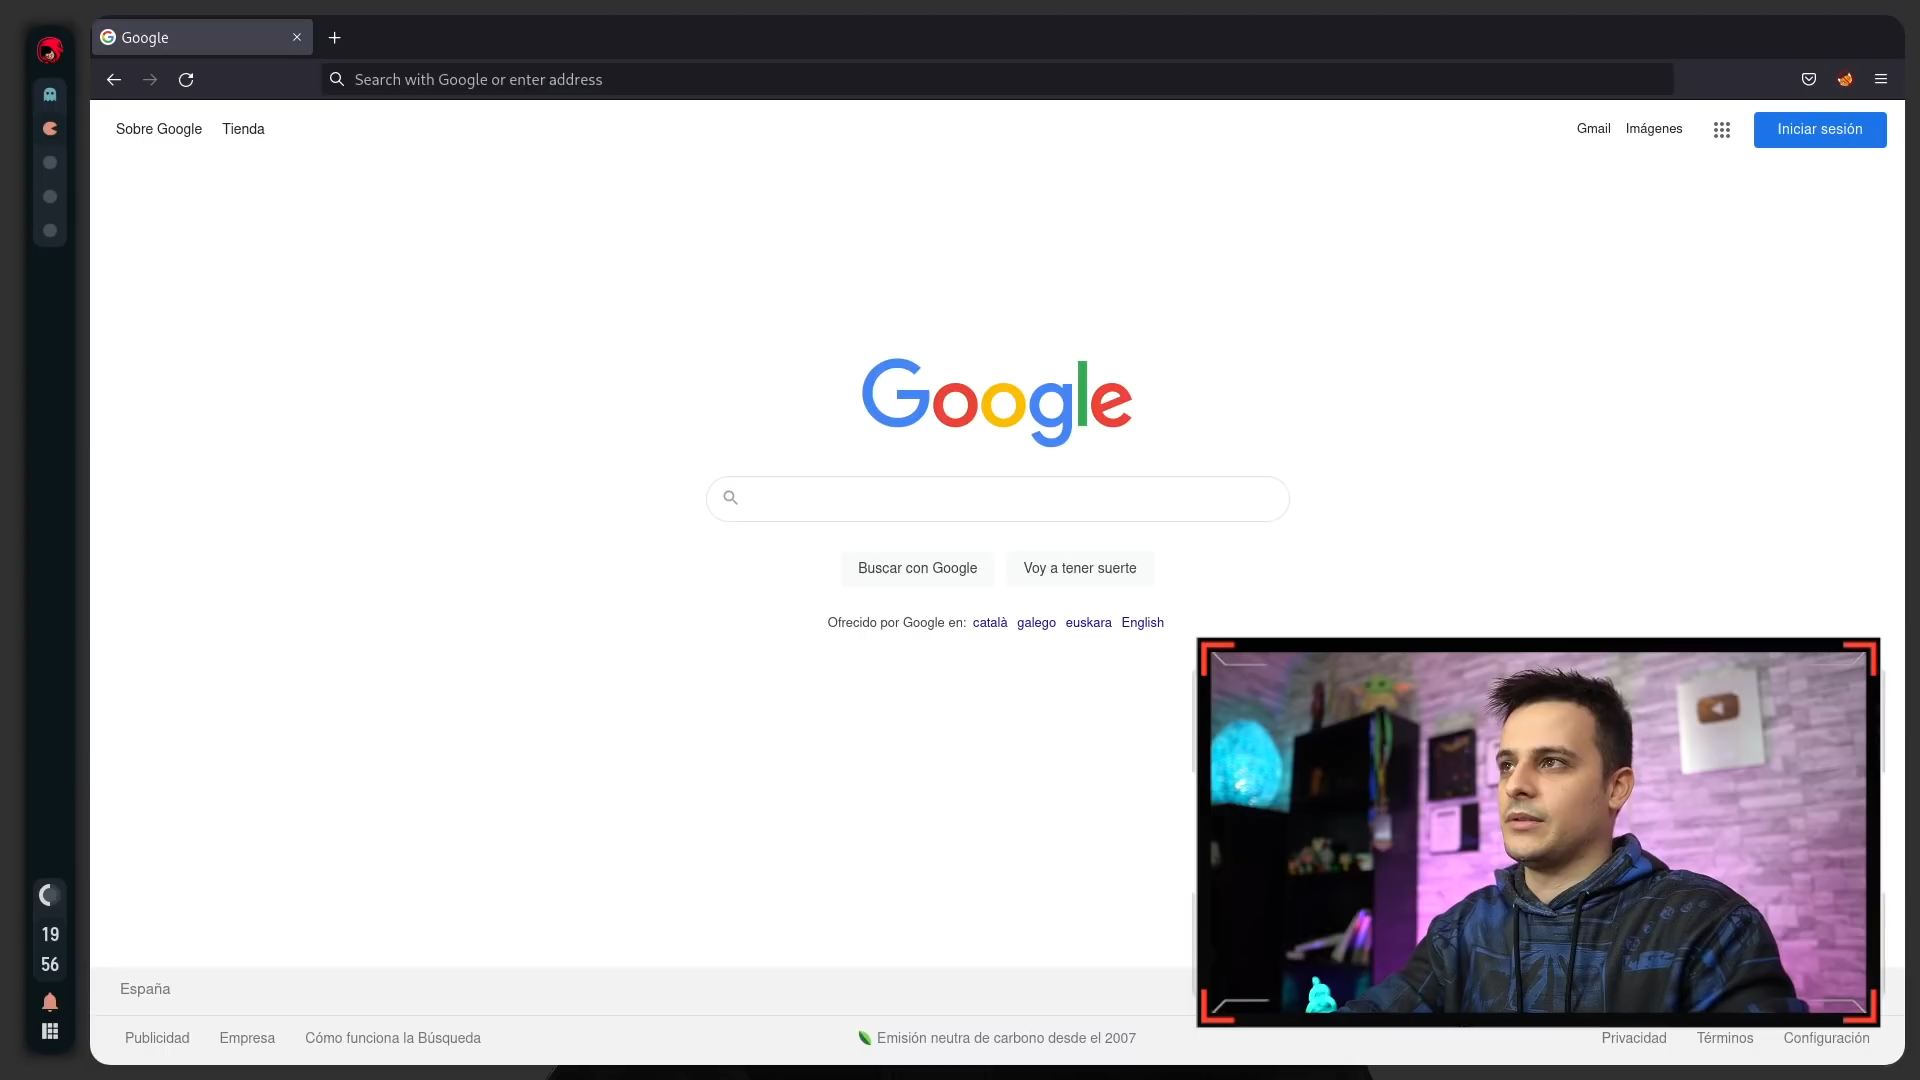 Google
Search with Google or enter address
Sobre Google Tienda
Gmail Imágenes Iniciar sesión
Google
Buscar con Google Voy a tener suerte
Ofrecido por Google en: català galego euskara English
19
56
España
Publicidad Empresa Cómo funciona la Búsqueda
Emisión neutra de carbono desde el 2007
Privacidad Términos Configuración